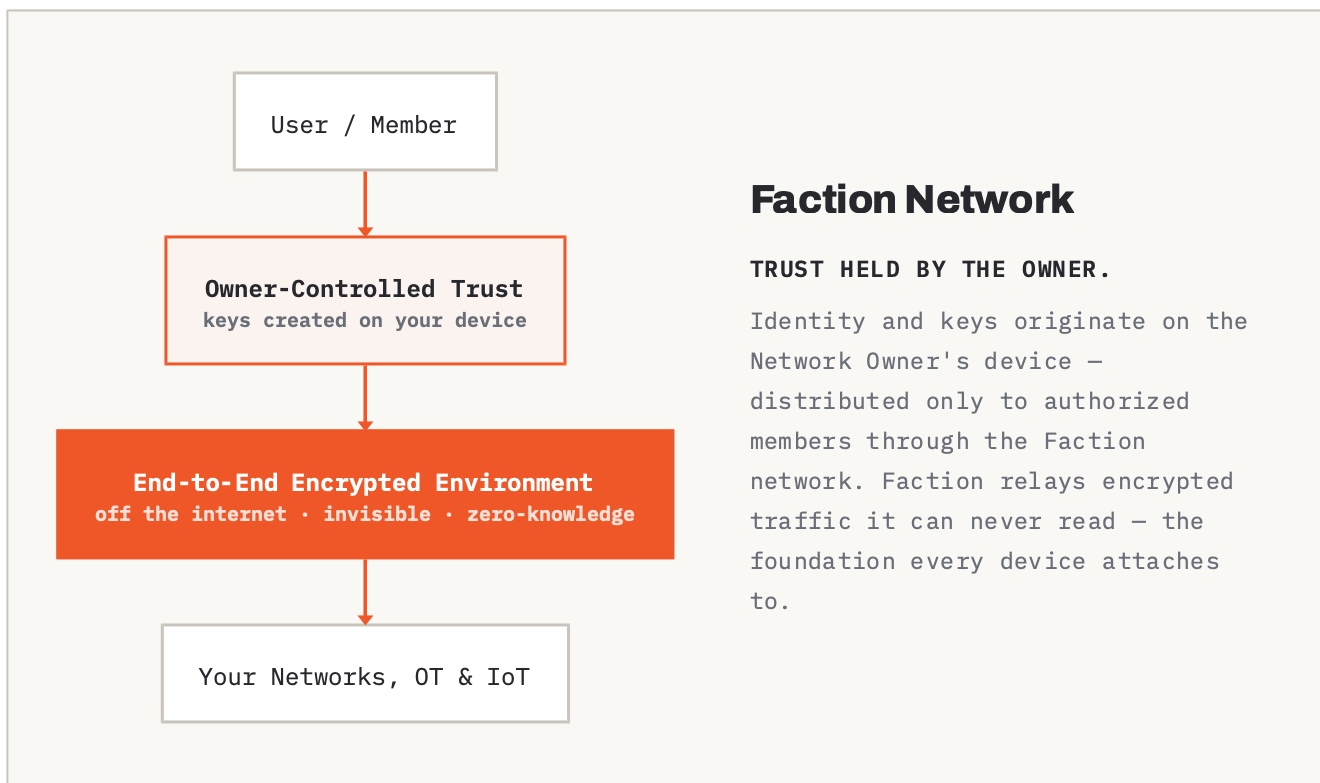 User / Member
Owner-Controlled Trust
keys created on your device
End-to-End Encrypted Environment
off the internet · invisible · zero-knowledge
Your Networks, OT & IoT
Faction Network
TRUST HELD BY THE OWNER.
Identity and keys originate on the
Network Owner's device —
distributed only to authorized
members through the Faction
network. Faction relays encrypted
traffic it can never read — the
foundation every device attaches
to.